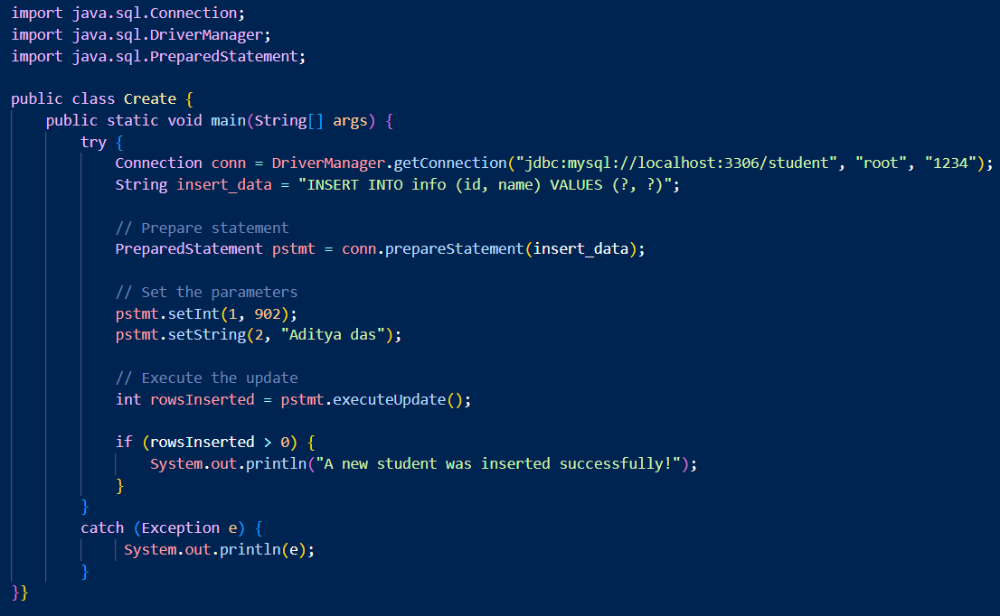 import java.sql.Connection;
import java.sql.DriverManager;
import java.sql.PreparedStatement;

public class Create {
    public static void main(String[] args) {
        try {
            Connection conn = DriverManager.getConnection("jdbc:mysql://localhost:3306/student", "root", "1234");
            String insert_data = "INSERT INTO info (id, name) VALUES (?, ?)";

            // Prepare statement
            PreparedStatement pstmt = conn.prepareStatement(insert_data);

            // Set the parameters
            pstmt.setInt(1, 902);
            pstmt.setString(2, "Aditya das");

            // Execute the update
            int rowsInserted = pstmt.executeUpdate();

            if (rowsInserted > 0) {
                System.out.println("A new student was inserted successfully!");
            }
        }
        catch (Exception e) {
             System.out.println(e);
        }
}}